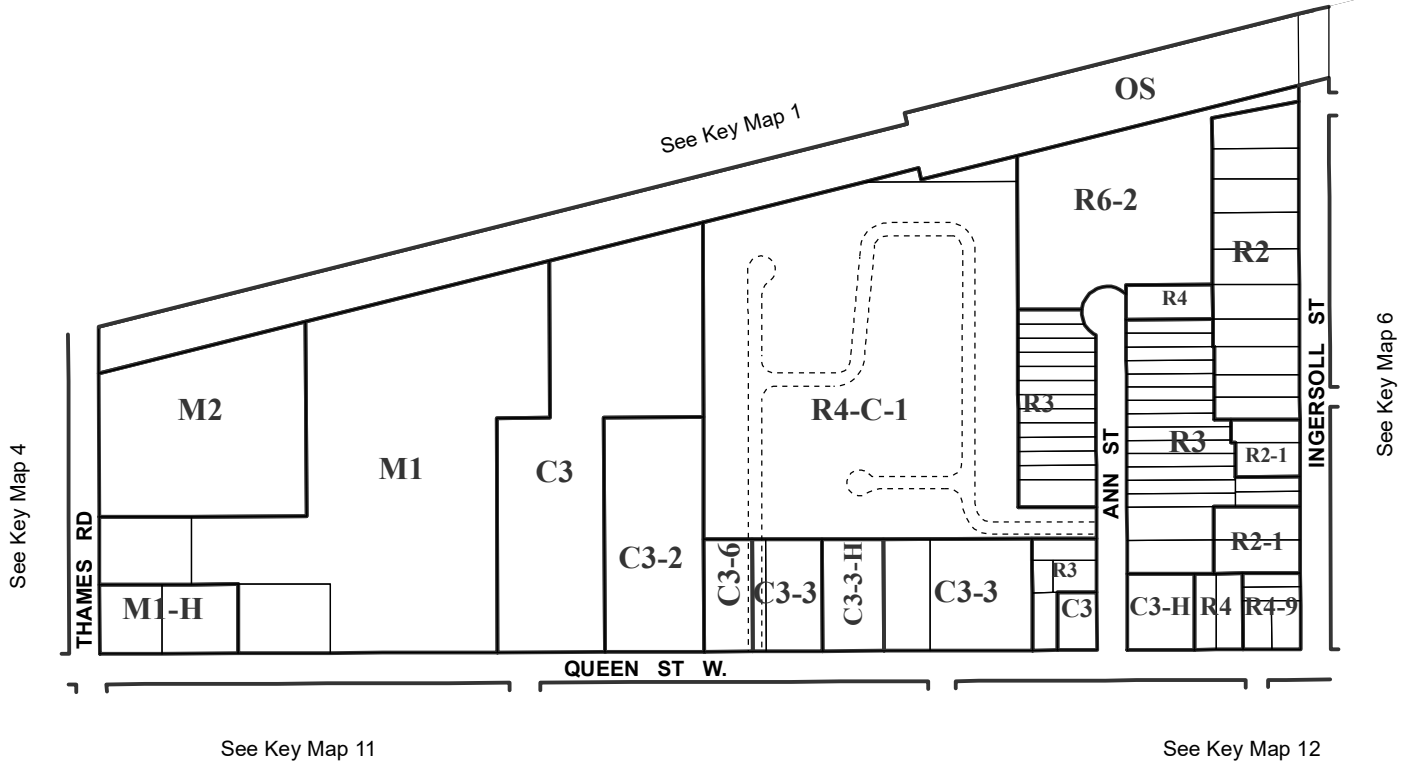 See Key Map 1
OS
R6-2
R2
R4
See Key Map 4
THAMES RD
M2
M1
C3
R4-C-1
R3
ANN ST
R3
R2-1
INGERSOLL ST
See Key Map 6
M1-H
C3-2
C3-6
C3-3
C3-3-H
C3-3
R3
C3
R2-1
C3-H
R4
R4-9
QUEEN ST W.
See Key Map 11
See Key Map 12